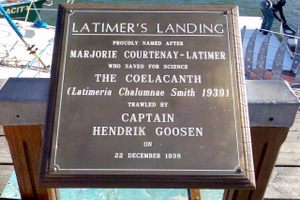 LATIMER'S LANDING
PROUDLY NAMED AFTER
MARJORIE COURTENAY-LATIMER
WHO SAVED FOR SCIENCE
THE COELACANTH
(Latimeria Chalumnae Smith 1939)
TRAWLED BY
CAPTAIN
HENDRIK GOOSEN
ON
22 DECEMBER 1938